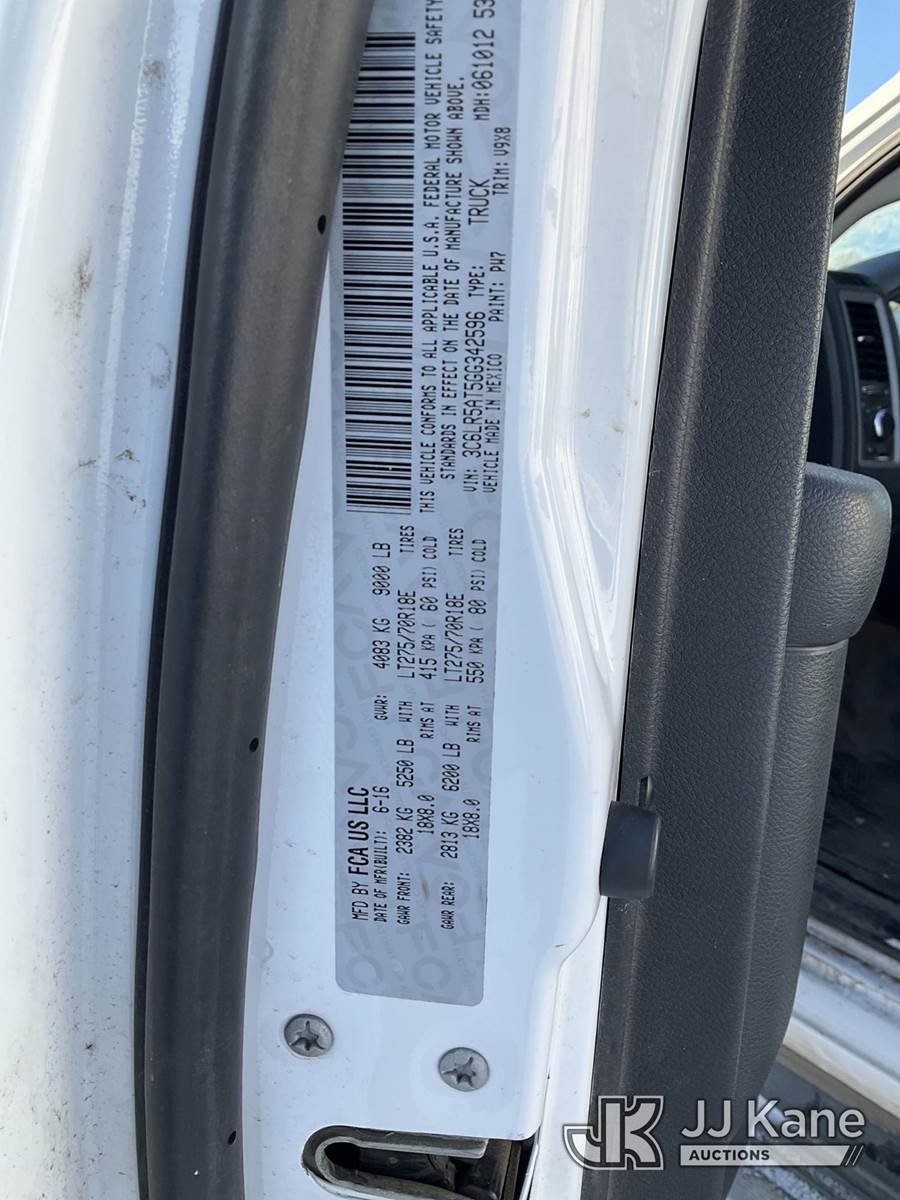 MFD BY FCA US LLC
DATE OF MFR(BUILT): 6-16 GVWR: 4083 KG 9000 LB
GAWR FRONT: 2382 KG 5250 LB WITH LT275/70R18E TIRES
18X8.0 RIMS AT 415 KPA ( 60 PSI) COLD
GAWR REAR: 2813 KG 6200 LB WITH LT275/70R18E TIRES
18X8.0 RIMS AT 550 KPA ( 80 PSI) COLD
THIS VEHICLE CONFORMS TO ALL APPLICABLE U.S.A. FEDERAL MOTOR VEHICLE SAFETY
STANDARDS IN EFFECT ON THE DATE OF MANUFACTURE SHOWN ABOVE.
VIN: 3C6LR5AT5GG342596 TYPE: TRUCK MDH:061012 53
VEHICLE MADE IN MEXICO PAINT: PW7 TRIM: V9X8
JK JJ Kane
AUCTIONS